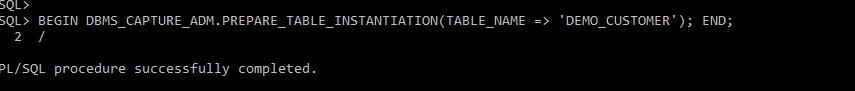 SQL>
SQL> BEGIN DBMS_CAPTURE_ADM.PREPARE_TABLE_INSTANTIATION(TABLE_NAME => 'DEMO_CUSTOMER'); END;
2 /
PL/SQL procedure successfully completed.